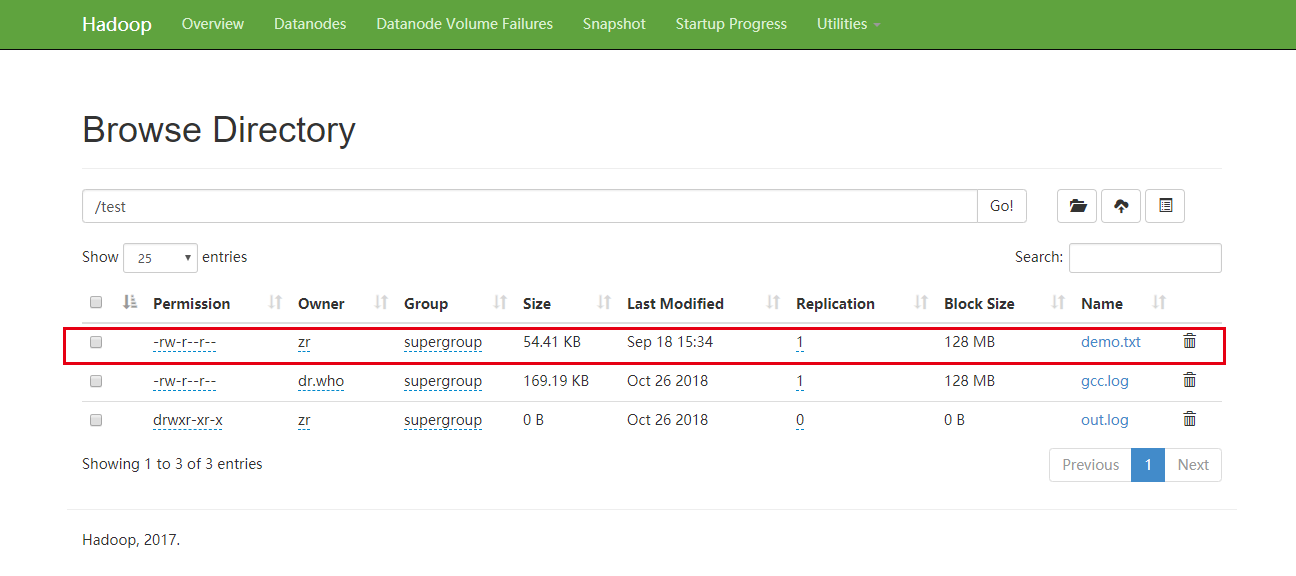 Hadoop Overview Datanodes Datanode Volume Failures Snapshot Startup Progress Utilities
Browse Directory
/test Go!
Show 25 entries Search:
Permission Owner Group Size Last Modified Replication Block Size Name
-rw-r--r-- zr supergroup 54.41 KB Sep 18 15:34 1 128 MB demo.txt
-rw-r--r-- dr.who supergroup 169.19 KB Oct 26 2018 1 128 MB gcc.log
drwxr-xr-x zr supergroup 0 B Oct 26 2018 0 0 B out.log
Showing 1 to 3 of 3 entries Previous 1 Next
Hadoop, 2017.